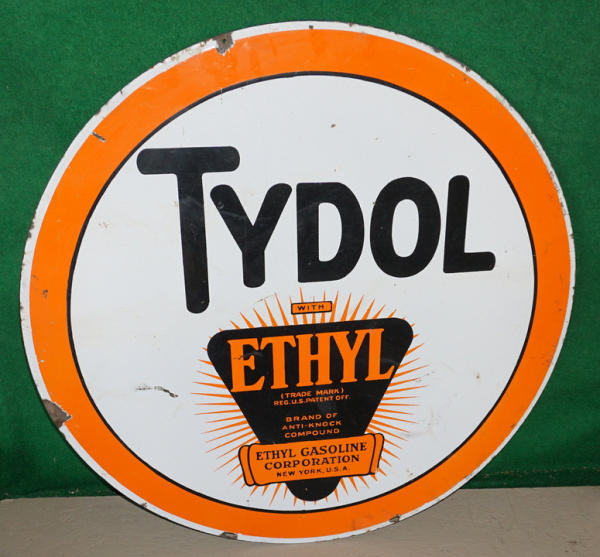 TYDOL
WITH
ETHYL
(TRADE MARK)
REG. U.S. PATENT OFF.
BRAND OF
ANTI-KNOCK
COMPOUND
ETHYL GASOLINE
CORPORATION
NEW YORK, U.S.A.